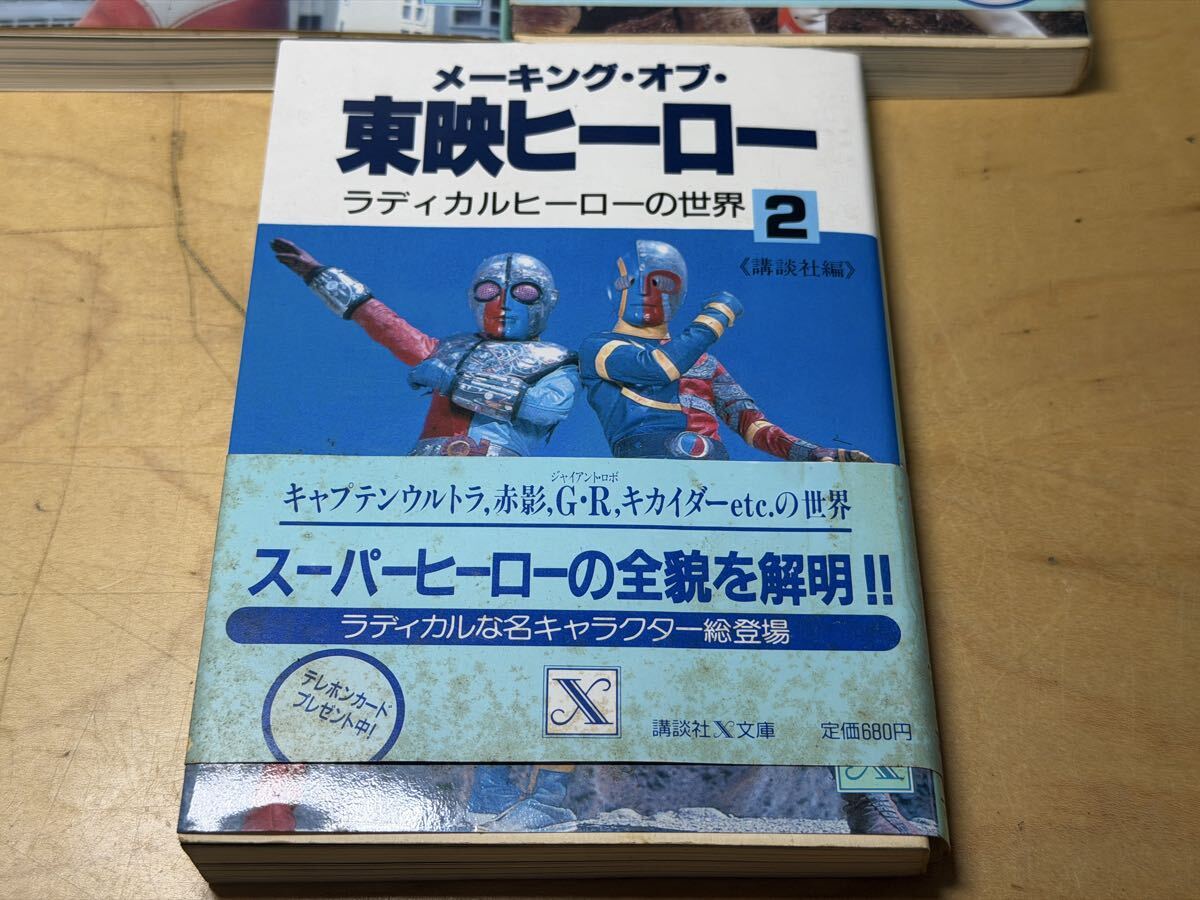 メーキング・オブ・
東映ヒーロー
ラディカルヒーローの世界 2
《講談社編》
ジャイアント・ロボ
キャプテンウルトラ,赤影,G・R,キカイダーetc.の世界
スーパーヒーローの全貌を解明!!
ラディカルな名キャラクター総登場
テレホンカード
プレゼント中!
X
講談社X文庫 定価680円
X